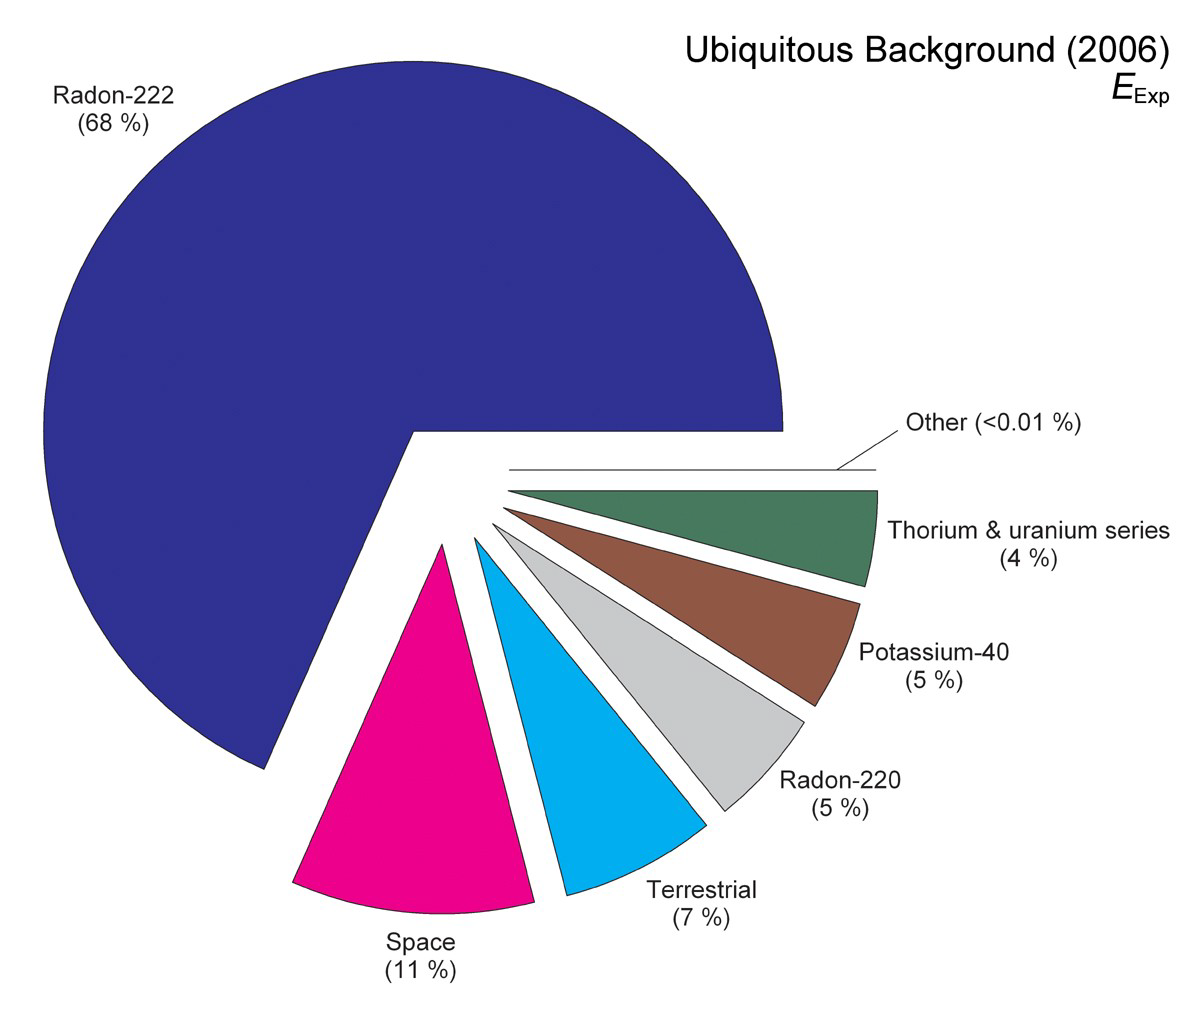 Ubiquitous Background (2006)
EExp
Radon-222
(68 %)
Other (<0.01 %)
Thorium & uranium series
(4 %)
Potassium-40
(5 %)
Radon-220
(5 %)
Terrestrial
(7 %)
Space
(11 %)